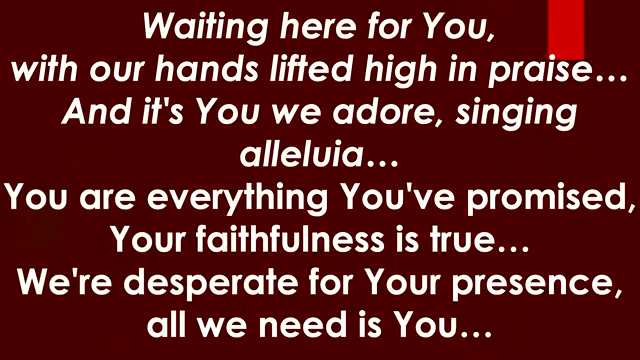 Waiting here for You,
with our hands lifted high in praise…
And it's You we adore, singing
alleluia…
You are everything You've promised,
Your faithfulness is true…
We're desperate for Your presence,
all we need is You…